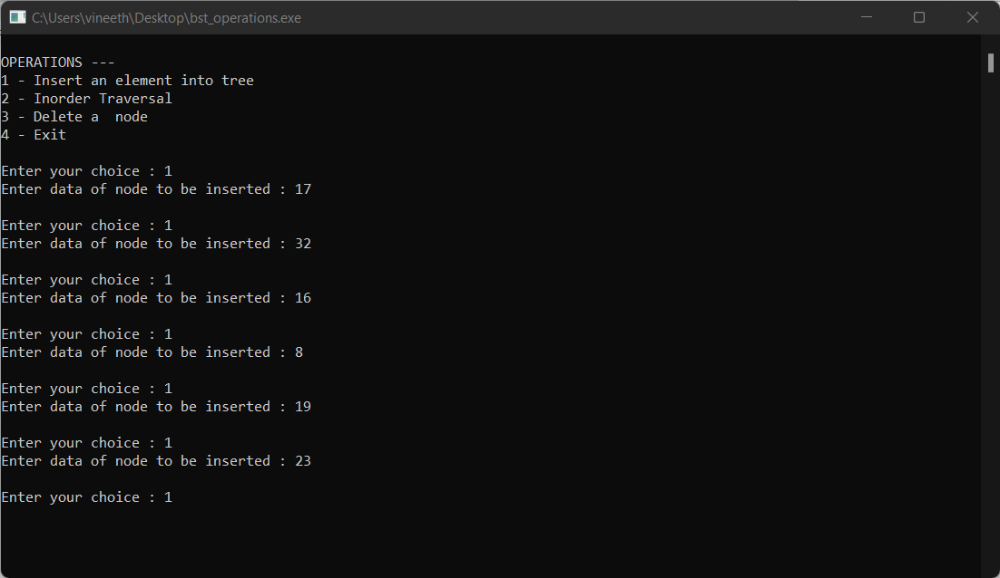 C:\Users\vineeth\Desktop\bst_operations.exe
OPERATIONS ---
1 - Insert an element into tree
2 - Inorder Traversal
3 - Delete a  node
4 - Exit
Enter your choice : 1
Enter data of node to be inserted : 17
Enter your choice : 1
Enter data of node to be inserted : 32
Enter your choice : 1
Enter data of node to be inserted : 16
Enter your choice : 1
Enter data of node to be inserted : 8
Enter your choice : 1
Enter data of node to be inserted : 19
Enter your choice : 1
Enter data of node to be inserted : 23
Enter your choice : 1